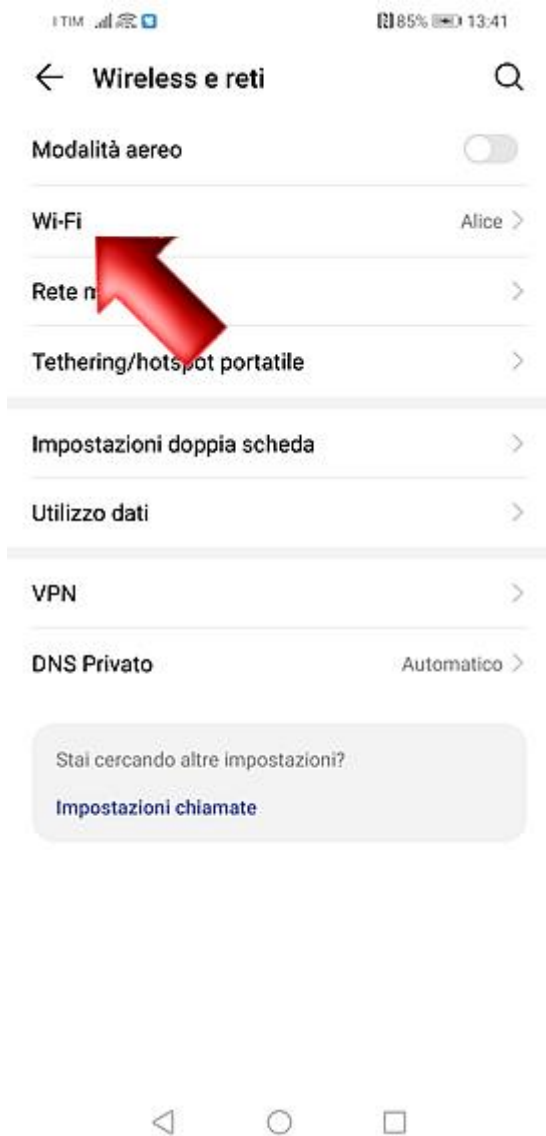 I TIM 85% 13:41
Wireless e reti
Modalità aereo
Wi-Fi Alice
Rete
Tethering/hotspot portatile
Impostazioni doppia scheda
Utilizzo dati
VPN
DNS Privato Automatico
Stai cercando altre impostazioni?
Impostazioni chiamate